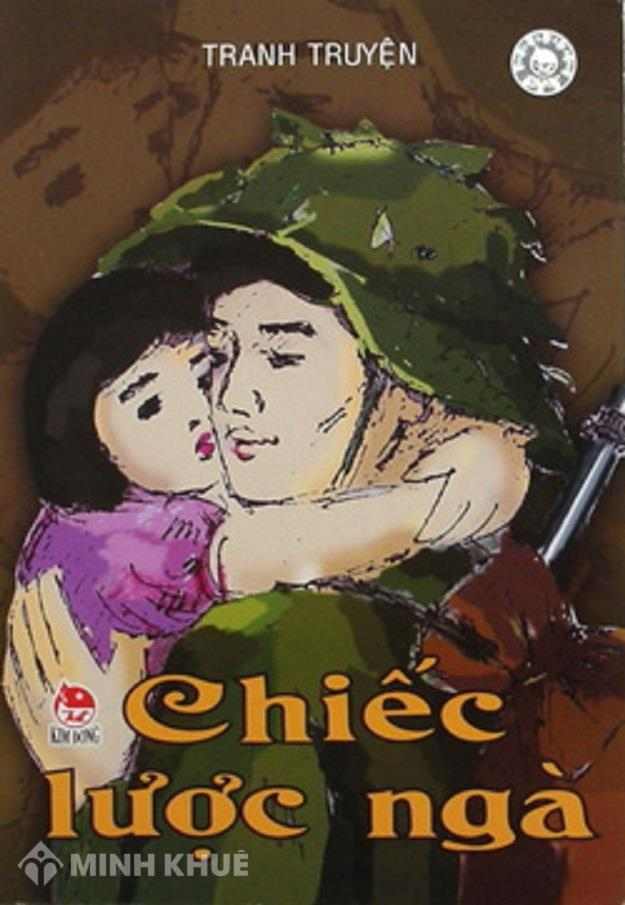 TRANH TRUYỆN
Chiếc
lược ngà
KIM ĐỒNG
MINH KHUÊ